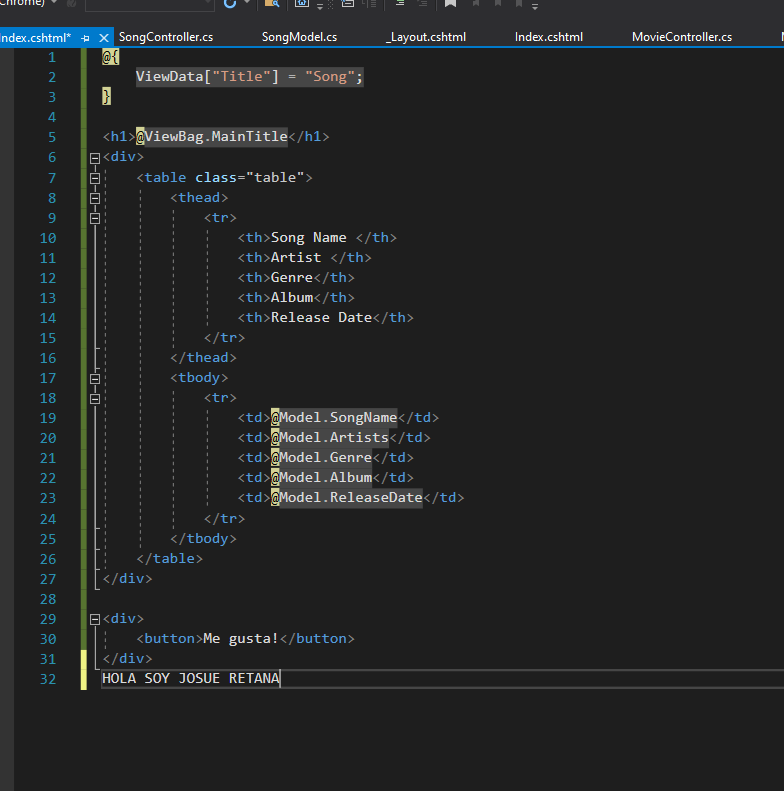 Chrome)
Index.cshtml* SongController.cs SongModel.cs _Layout.cshtml Index.cshtml MovieController.cs
1 @{
2 ViewData["Title"] = "Song";
3 }
4
5 <h1>@ViewBag.MainTitle</h1>
6 <div>
7 <table class="table">
8 <thead>
9 <tr>
10 <th>Song Name </th>
11 <th>Artist </th>
12 <th>Genre</th>
13 <th>Album</th>
14 <th>Release Date</th>
15 </tr>
16 </thead>
17 <tbody>
18 <tr>
19 <td>@Model.SongName</td>
20 <td>@Model.Artists</td>
21 <td>@Model.Genre</td>
22 <td>@Model.Album</td>
23 <td>@Model.ReleaseDate</td>
24 </tr>
25 </tbody>
26 </table>
27 </div>
28
29 <div>
30 <button>Me gusta!</button>
31 </div>
32 HOLA SOY JOSUE RETANA